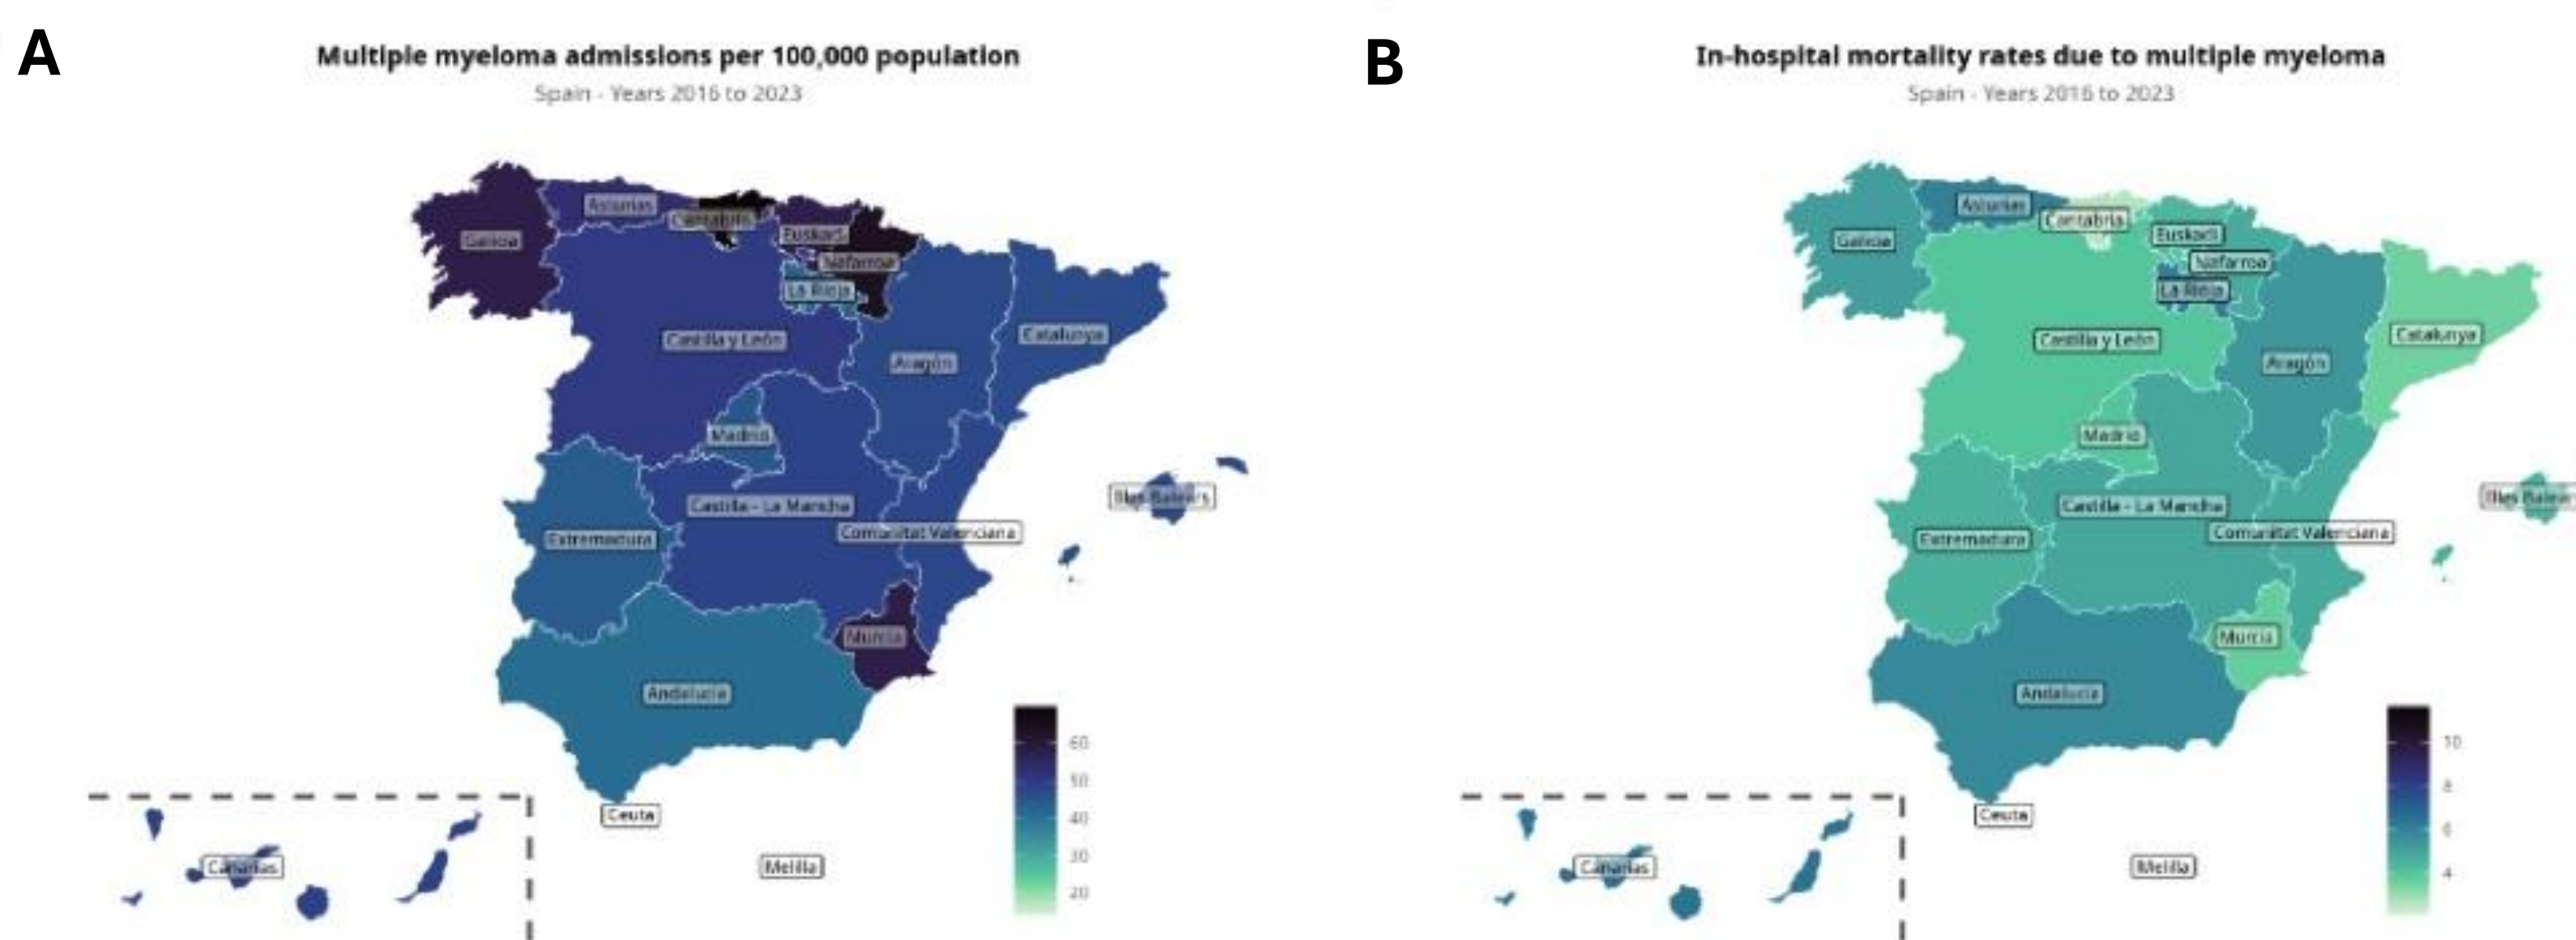 A
Multiple myeloma admissions per 100,000 population
Spain - Years 2016 to 2023
Galicia
Asturias
Cantabria
Euskadi
Nafarroa
La Rioja
Castilla y León
Aragón
Catalunya
Madrid
Castilla - La Mancha
Illes Balears
Extremadura
Comunitat Valenciana
Murcia
Andalucía
60
50
40
30
20
Ceuta
Canarias
Melilla
B
In-hospital mortality rates due to multiple myeloma
Spain - Years 2016 to 2023
Galicia
Asturias
Cantabria
Euskadi
Nafarroa
La Rioja
Castilla y León
Aragón
Catalunya
Madrid
Castilla - La Mancha
Illes Balear
Extremadura
Comunitat Valenciana
Murcia
Andalucía
10
8
6
4
Ceuta
Canarias
Melilla